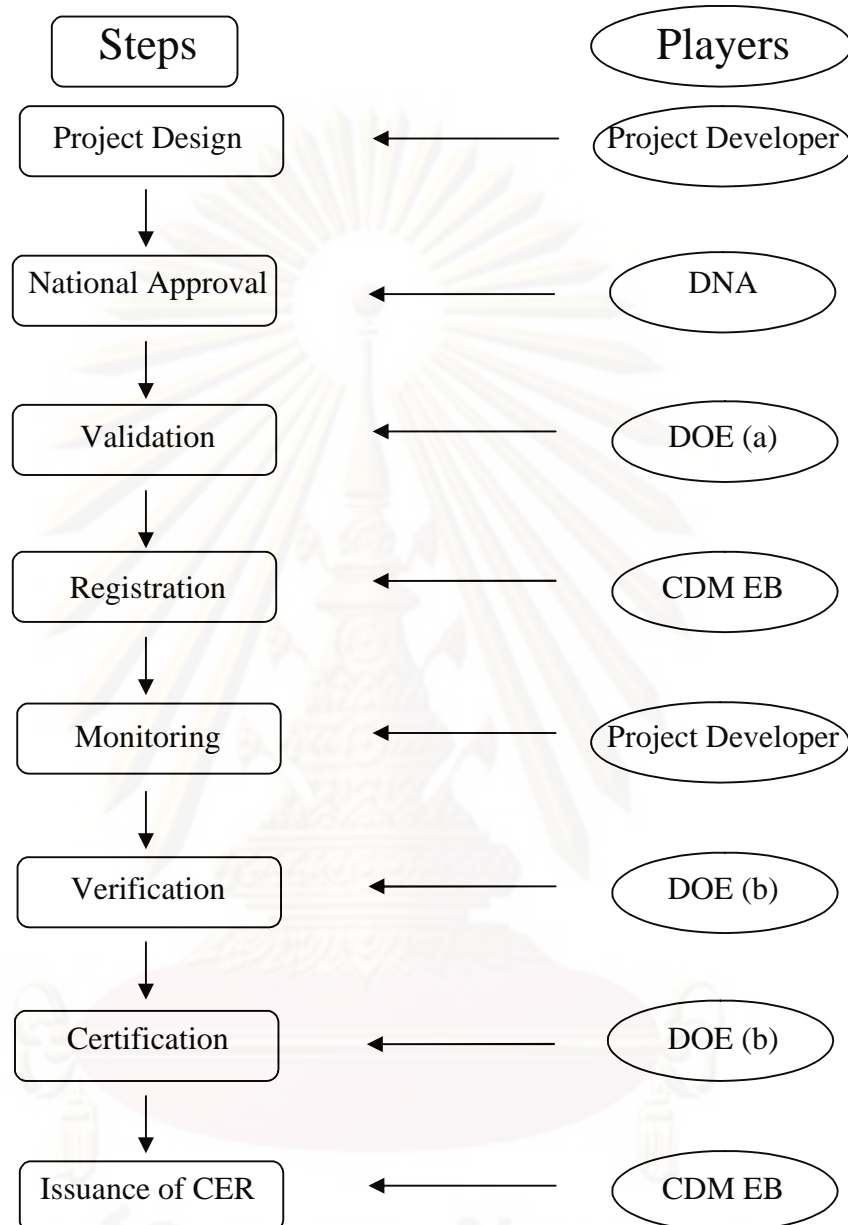 Steps Players
Project Design Project Developer
National Approval DNA
Validation DOE (a)
Registration CDM EB
Monitoring Project Developer
Verification DOE (b)
Certification DOE (b)
Issuance of CER CDM EB